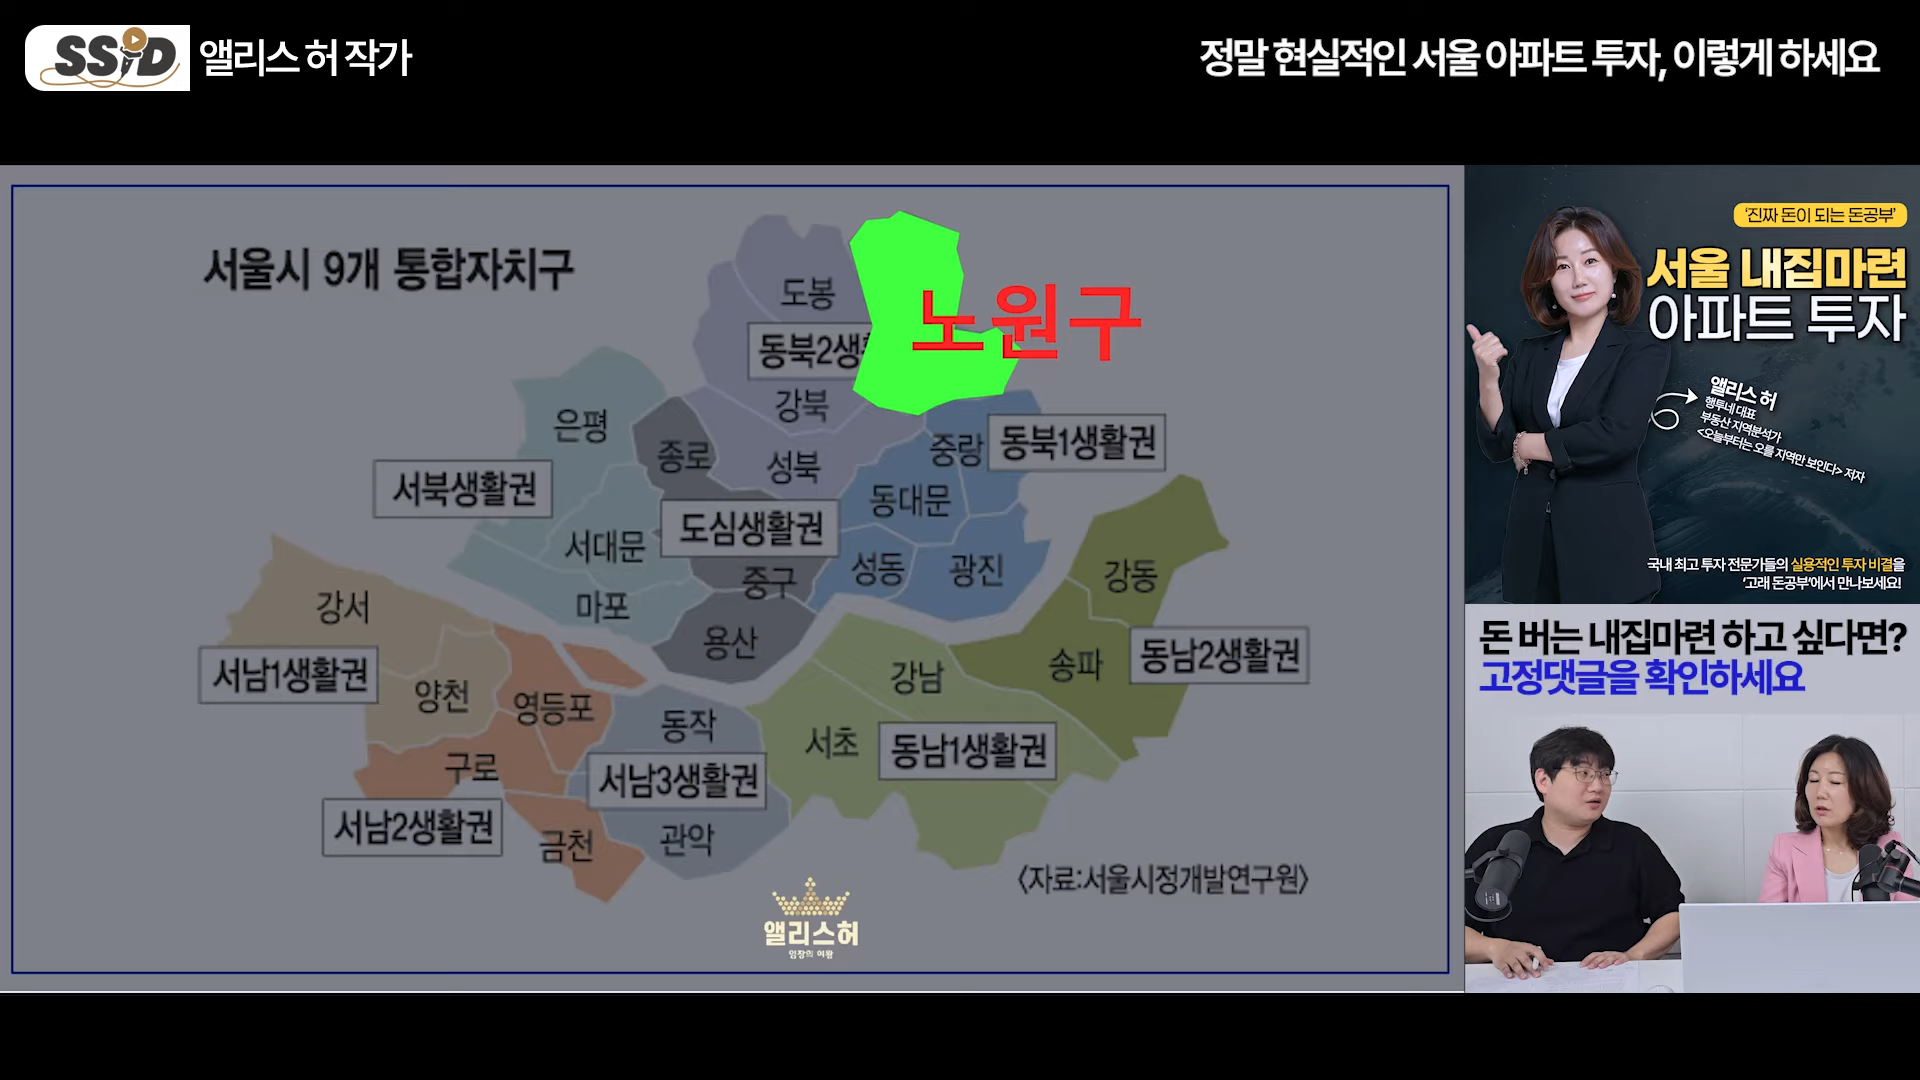 SSiD 앨리스 허 작가
정말 현실적인 서울 아파트 투자, 이렇게 하세요
서울시 9개 통합자치구
도봉
노원구
동북2생
강북
은평
중랑
동북1생활권
종로
성북
서북생활권
동대문
도심생활권
서대문
성동
광진
강동
중구
마포
강서
용산
강남
송파
동남2생활권
서남1생활권
양천
영등포
동작
서초
동남1생활권
구로
서남3생활권
서남2생활권
금천
관악
<자료:서울시정개발연구원>
앨리스허
임장의 여왕
'진짜 돈이 되는 돈공부'
서울 내집마련
아파트 투자
앨리스 허
행투네 대표
부동산 지역분석가
<오늘부터는 오를 지역만 보인다> 저자
국내 최고 투자 전문가들의 실용적인 투자 비결을
'고래 돈공부'에서 만나보세요!
돈 버는 내집마련 하고 싶다면?
고정댓글을 확인하세요